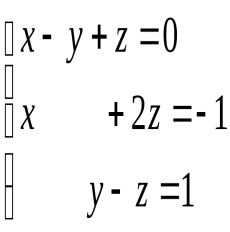 x - y + z = 0
x + 2z = - 1
y - z = 1